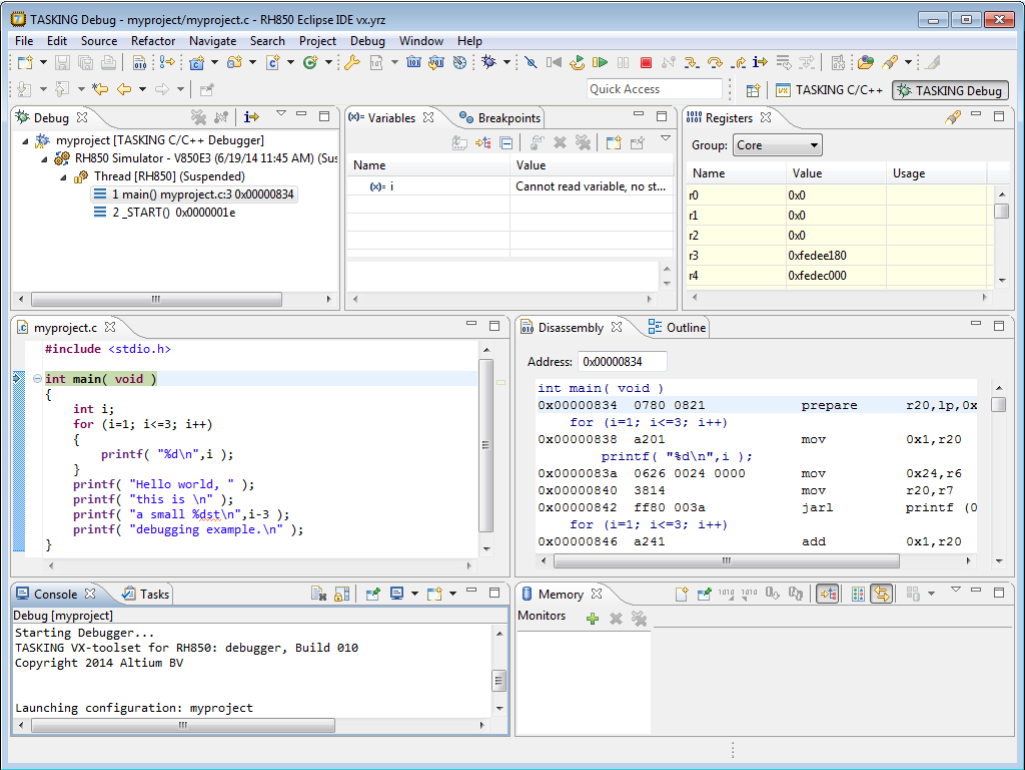 TASKING Debug - myproject/myproject.c - RH850 Eclipse IDE vx.yrz
File Edit Source Refactor Navigate Search Project Debug Window Help
Quick Access
TASKING C/C++
TASKING Debug
Debug
myproject [TASKING C/C++ Debugger]
RH850 Simulator - V850E3 (6/19/14 11:45 AM) (Sus
Thread [RH850] (Suspended)
1 main() myproject.c:3 0x00000834
2 _START() 0x0000001e
(x)= Variables
Breakpoints
Name Value
(x)= i Cannot read variable, no st...
Registers
Group: Core
Name Value Usage
r0 0x0
r1 0x0
r2 0x0
r3 0xfedee180
r4 0xfedec000
myproject.c
#include <stdio.h>
int main( void )
{
int i;
for (i=1; i<=3; i++)
{
printf( "%d\n",i );
}
printf( "Hello world, " );
printf( "this is \n" );
printf( "a small %dst\n",i-3 );
printf( "debugging example.\n" );
}
Disassembly
Outline
Address: 0x00000834
int main( void )
0x00000834 0780 0821 prepare r20,lp,0x
for (i=1; i<=3; i++)
0x00000838 a201 mov 0x1,r20
printf( "%d\n",i );
0x0000083a 0626 0024 0000 mov 0x24,r6
0x00000840 3814 mov r20,r7
0x00000842 ff80 003a jarl printf (0
for (i=1; i<=3; i++)
0x00000846 a241 add 0x1,r20
Console
Tasks
Debug [myproject]
Starting Debugger...
TASKING VX-toolset for RH850: debugger, Build 010
Copyright 2014 Altium BV
Launching configuration: myproject
Memory
Monitors